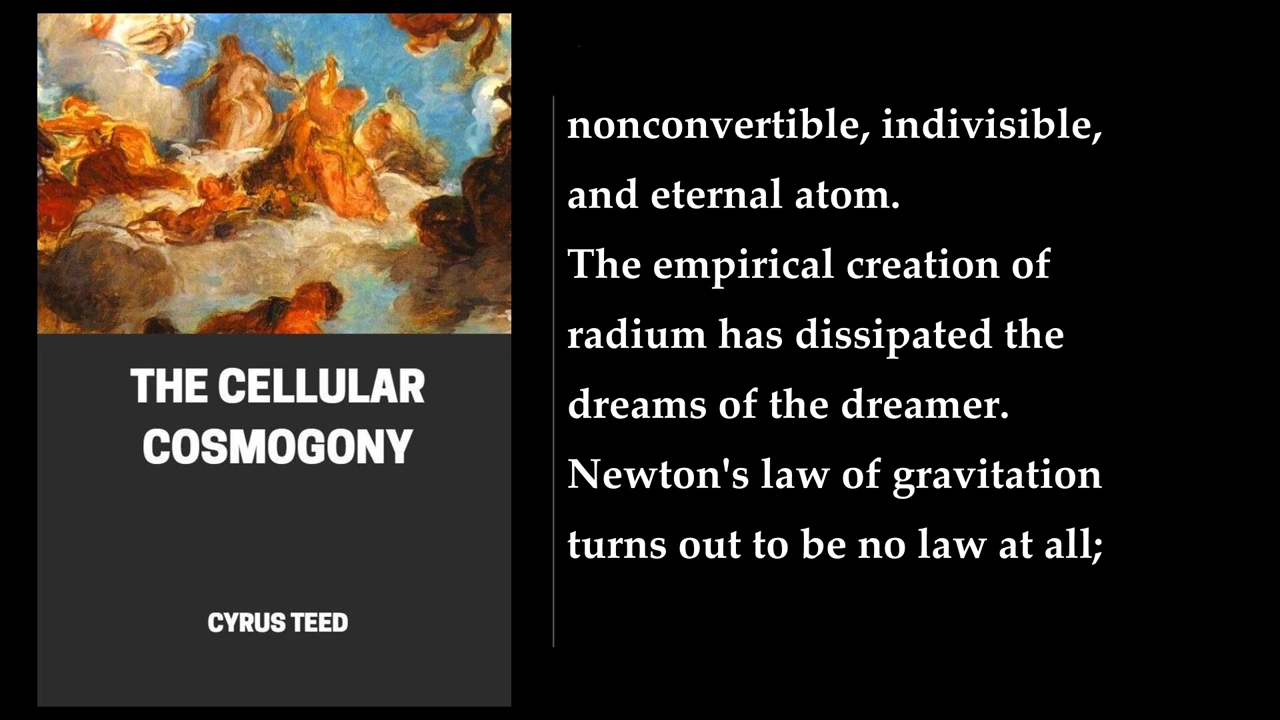 THE CELLULAR
COSMOGONY
CYRUS TEED
nonconvertible, indivisible,
and eternal atom.
The empirical creation of
radium has dissipated the
dreams of the dreamer.
Newton's law of gravitation
turns out to be no law at all;